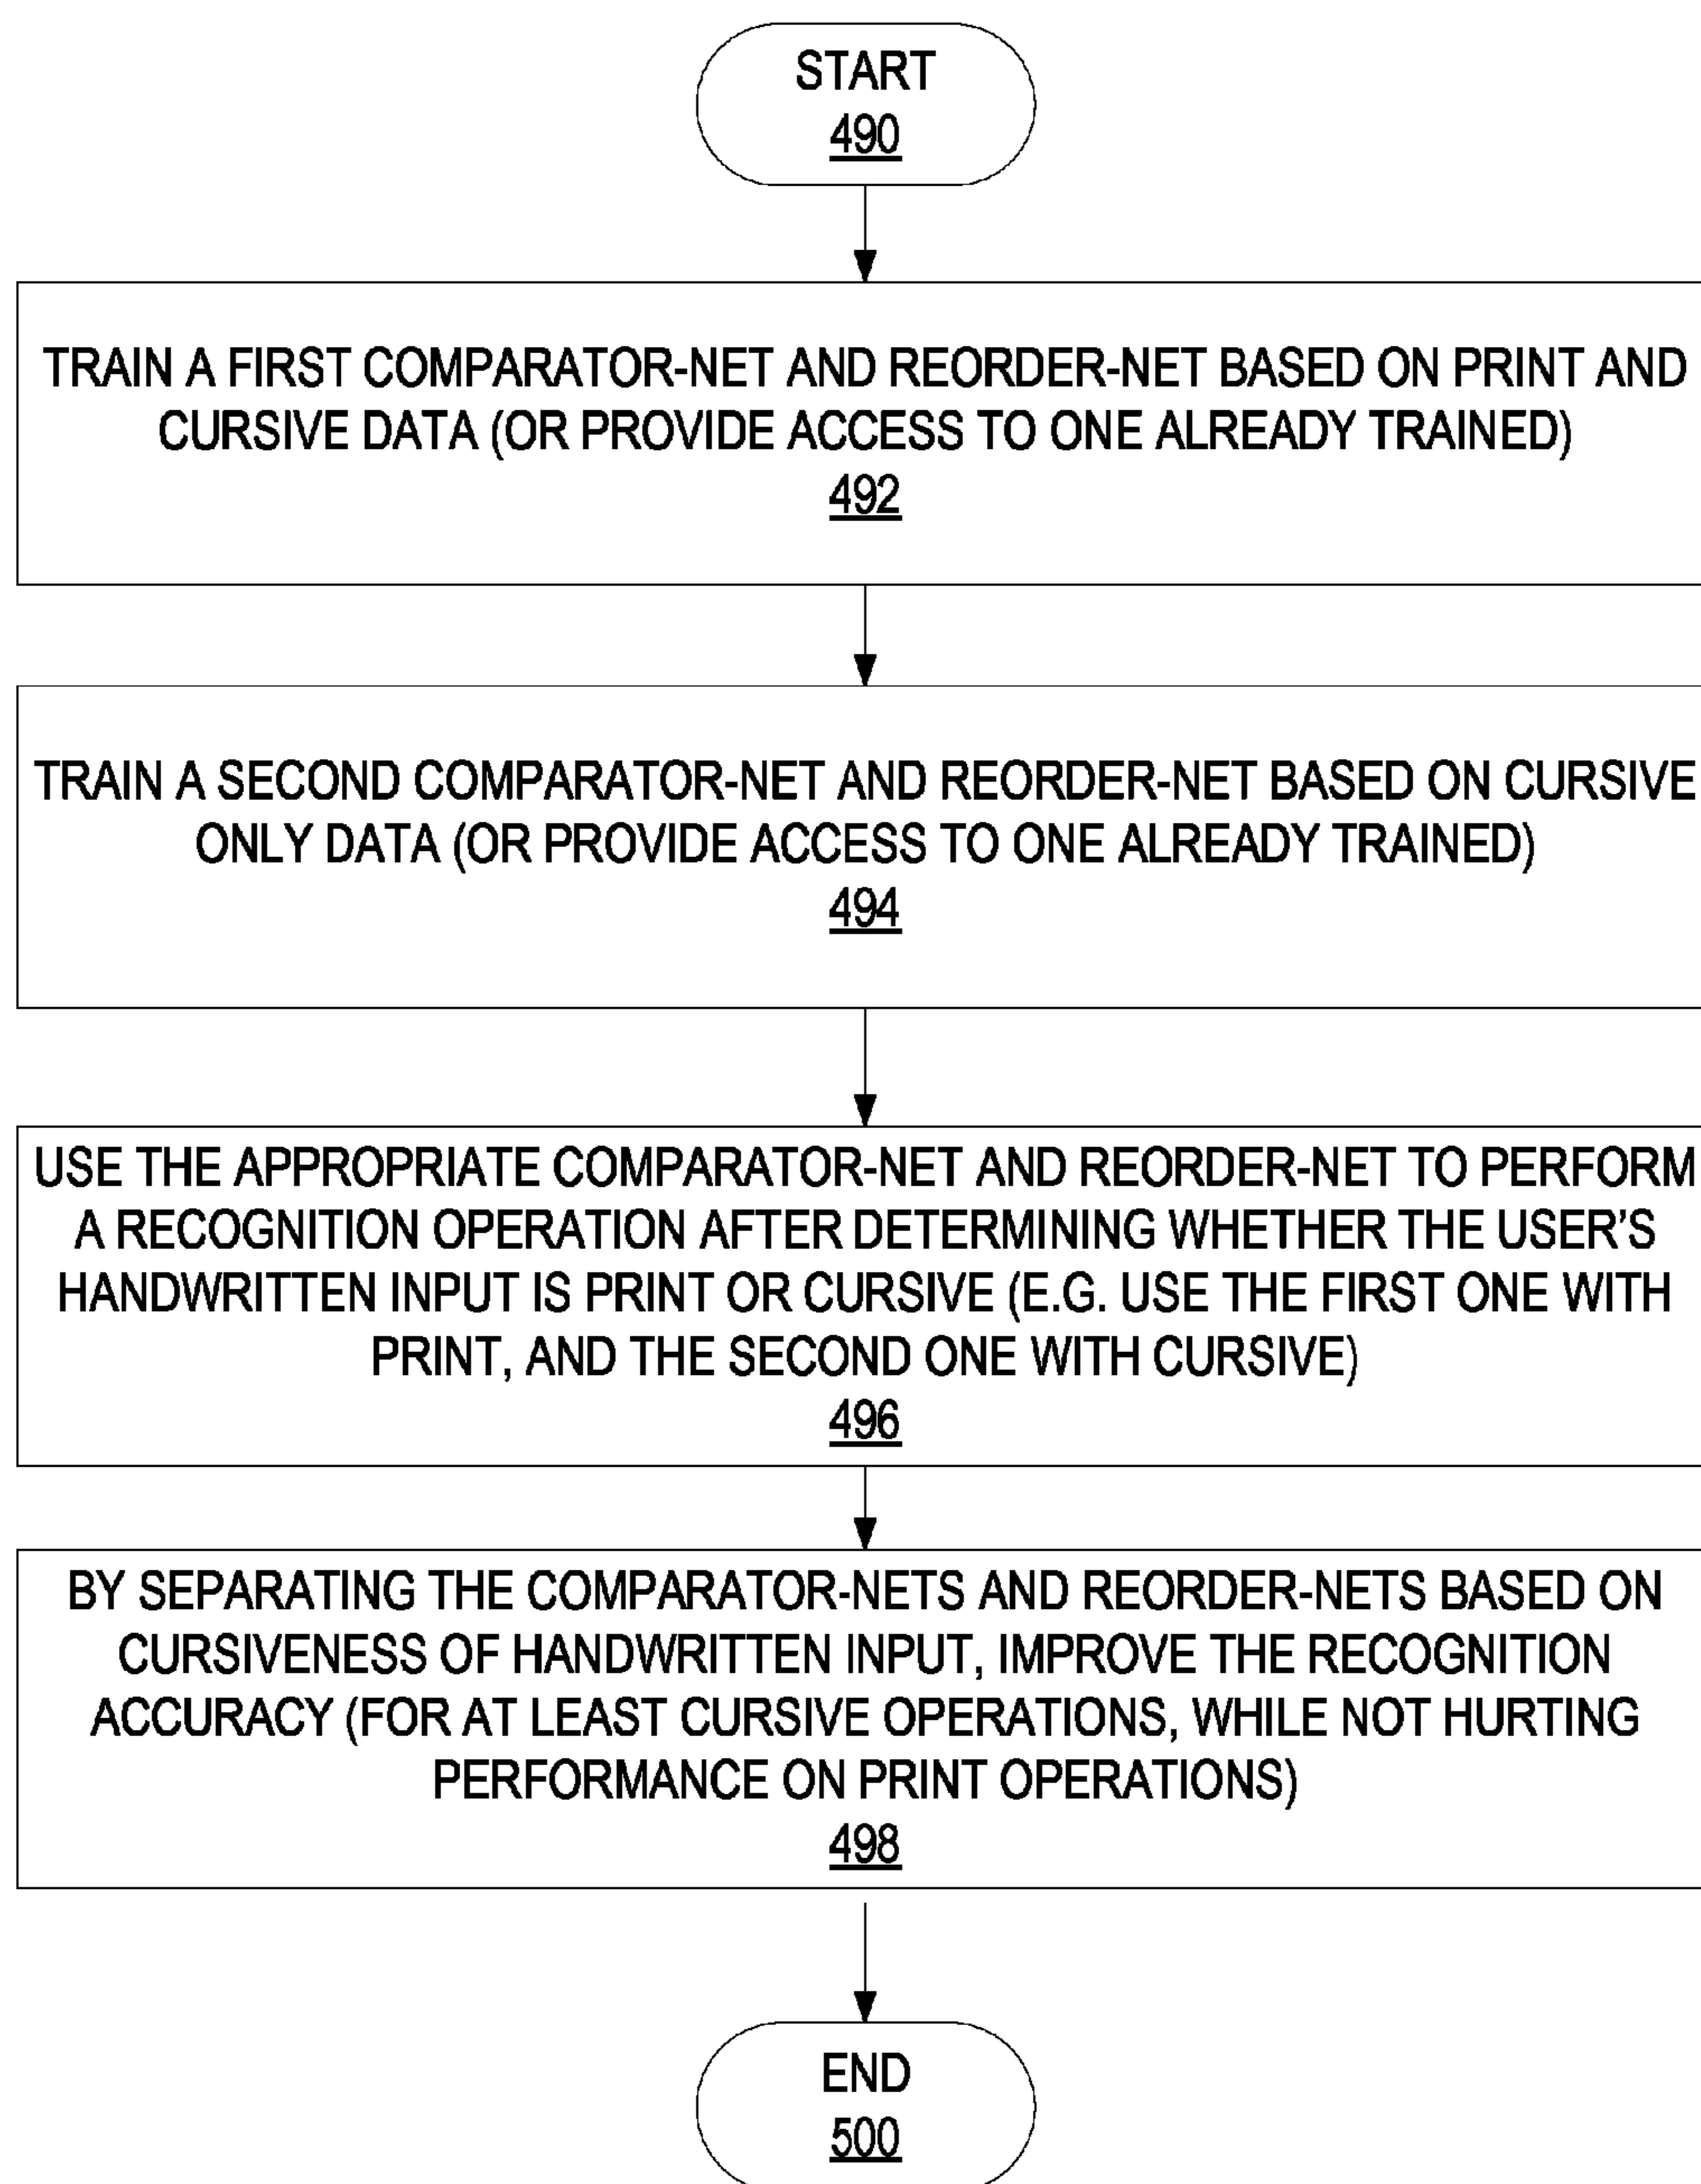 START
490
TRAIN A FIRST COMPARATOR-NET AND REORDER-NET BASED ON PRINT AND
CURSIVE DATA (OR PROVIDE ACCESS TO ONE ALREADY TRAINED)
492
TRAIN A SECOND COMPARATOR-NET AND REORDER-NET BASED ON CURSIVE
ONLY DATA (OR PROVIDE ACCESS TO ONE ALREADY TRAINED)
494
USE THE APPROPRIATE COMPARATOR-NET AND REORDER-NET TO PERFORM
A RECOGNITION OPERATION AFTER DETERMINING WHETHER THE USER'S
HANDWRITTEN INPUT IS PRINT OR CURSIVE (E.G. USE THE FIRST ONE WITH
PRINT, AND THE SECOND ONE WITH CURSIVE)
496
BY SEPARATING THE COMPARATOR-NETS AND REORDER-NETS BASED ON
CURSIVENESS OF HANDWRITTEN INPUT, IMPROVE THE RECOGNITION
ACCURACY (FOR AT LEAST CURSIVE OPERATIONS, WHILE NOT HURTING
PERFORMANCE ON PRINT OPERATIONS)
498
END
500